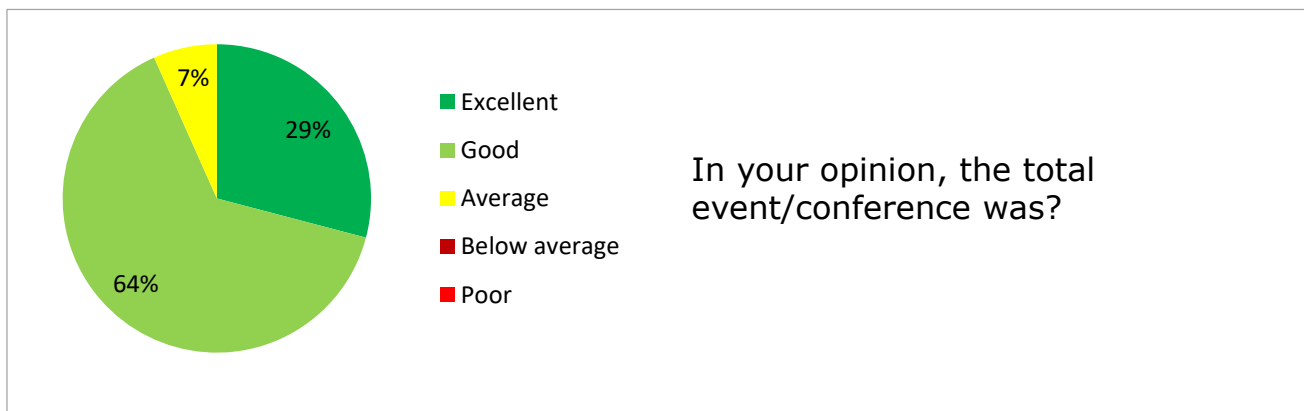 7%
29%
64%
Excellent
Good
Average
Below average
Poor
In your opinion, the total
event/conference was?